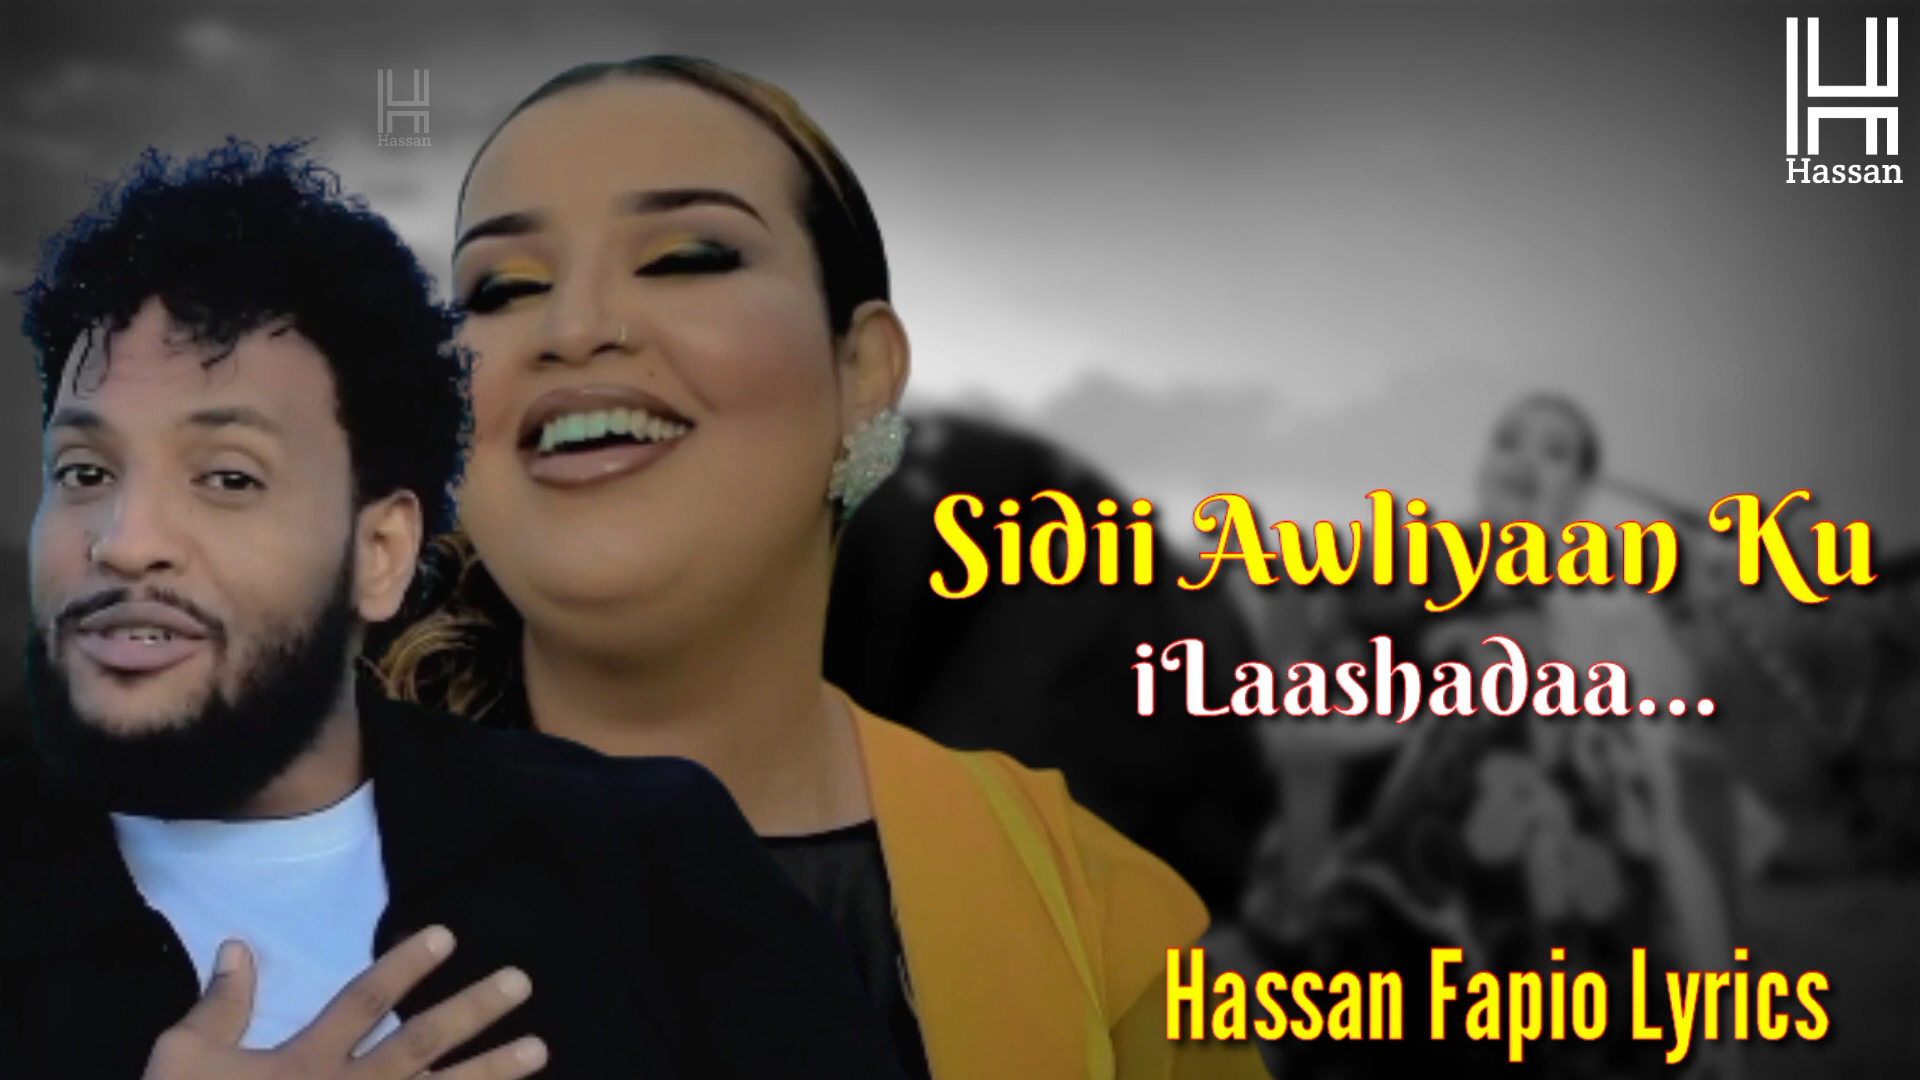 Hassan
Hassan
Sidii Awliyaan Ku
iLaashadaa...
Hassan Fapio Lyrics